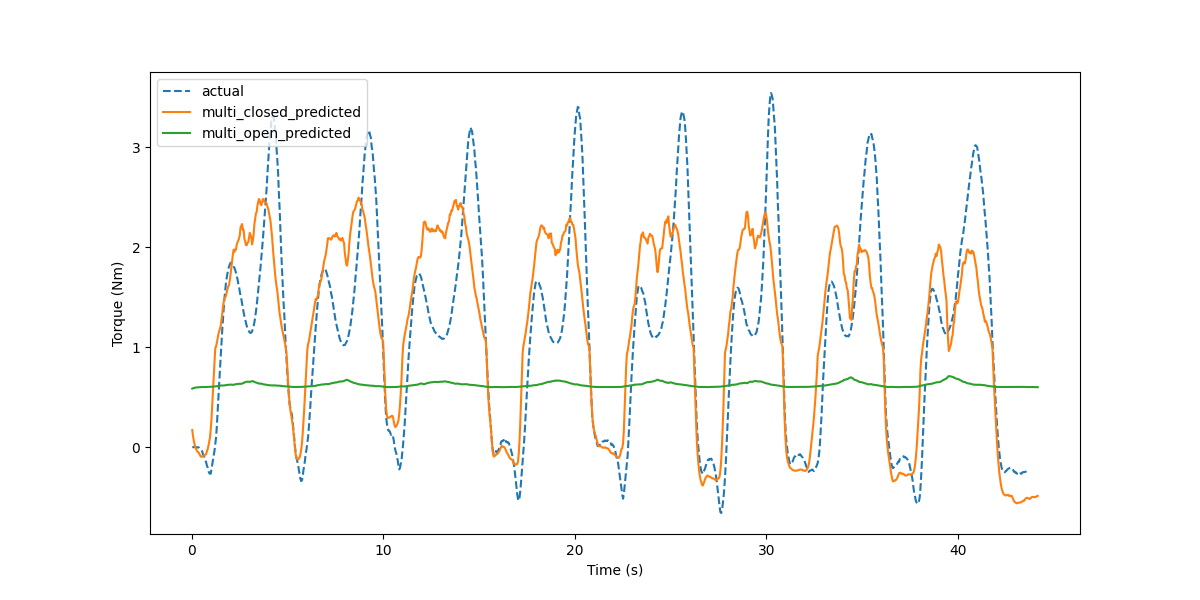 actual
multi_closed_predicted
multi_open_predicted
Torque (Nm)
3
2
1
0
0 10 20 30 40
Time (s)